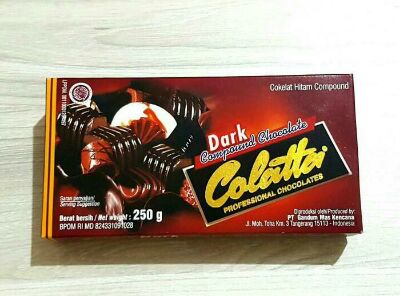 Cokelat Hitam Compound
Dark
Compound Chocolate
Colatta
PROFESSIONAL CHOCOLATES
Saran penyajian/
Serving Suggestion
Berat bersih / Net weight : 250 g
BPOM RI MD 824331091028
Diproduksi oleh/Produced by:
PT. Gandum Mas Kencana
Jl. Moh. Toha Km. 3 Tangerang 15113 - Indonesia